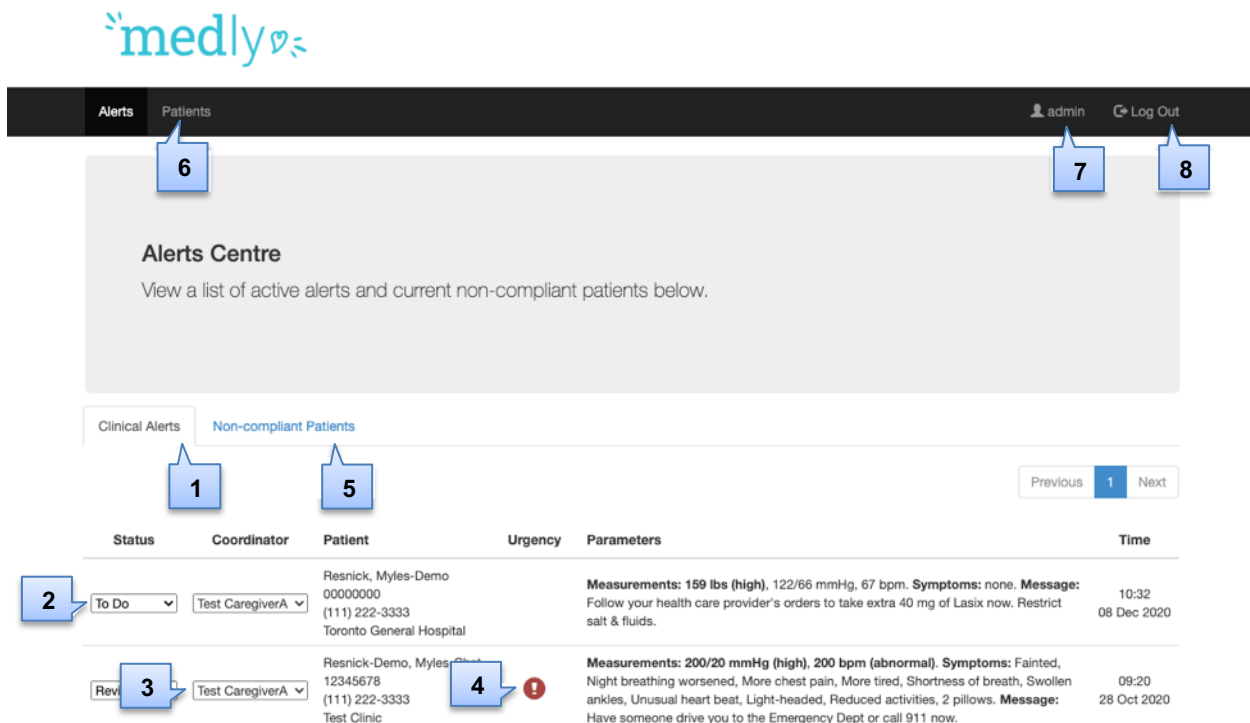 medly
Alerts Patients admin Log Out
6 7 8
Alerts Centre
View a list of active alerts and current non-compliant patients below.
Clinical Alerts Non-compliant Patients
1 5
Previous 1 Next
Status Coordinator Patient Urgency Parameters Time
2
To Do
Test CaregiverA
Resnick, Myles-Demo
00000000
(111) 222-3333
Toronto General Hospital
Measurements: 159 lbs (high), 122/66 mmHg, 67 bpm. Symptoms: none. Message:
Follow your health care provider's orders to take extra 40 mg of Lasix now. Restrict
salt & fluids.
10:32
08 Dec 2020
3
Test CaregiverA
Resnick-Demo, Myles
12345678
(111) 222-3333
Test Clinic
4
!
Measurements: 200/20 mmHg (high), 200 bpm (abnormal). Symptoms: Fainted,
Night breathing worsened, More chest pain, More tired, Shortness of breath, Swollen
ankles, Unusual heart beat, Light-headed, Reduced activities, 2 pillows. Message:
Have someone drive you to the Emergency Dept or call 911 now.
09:20
28 Oct 2020